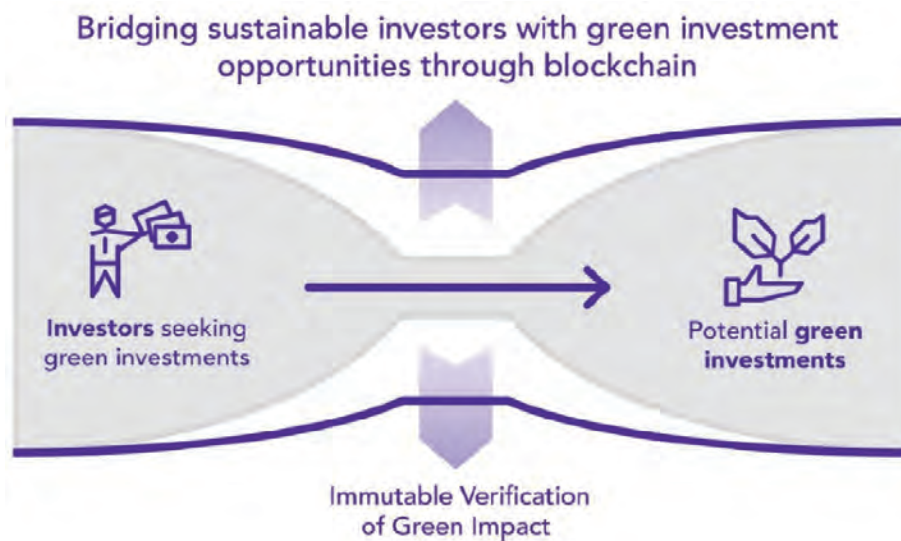 Bridging sustainable investors with green investment
opportunities through blockchain
Investors seeking
green investments
Potential green
investments
Immutable Verification
of Green Impact